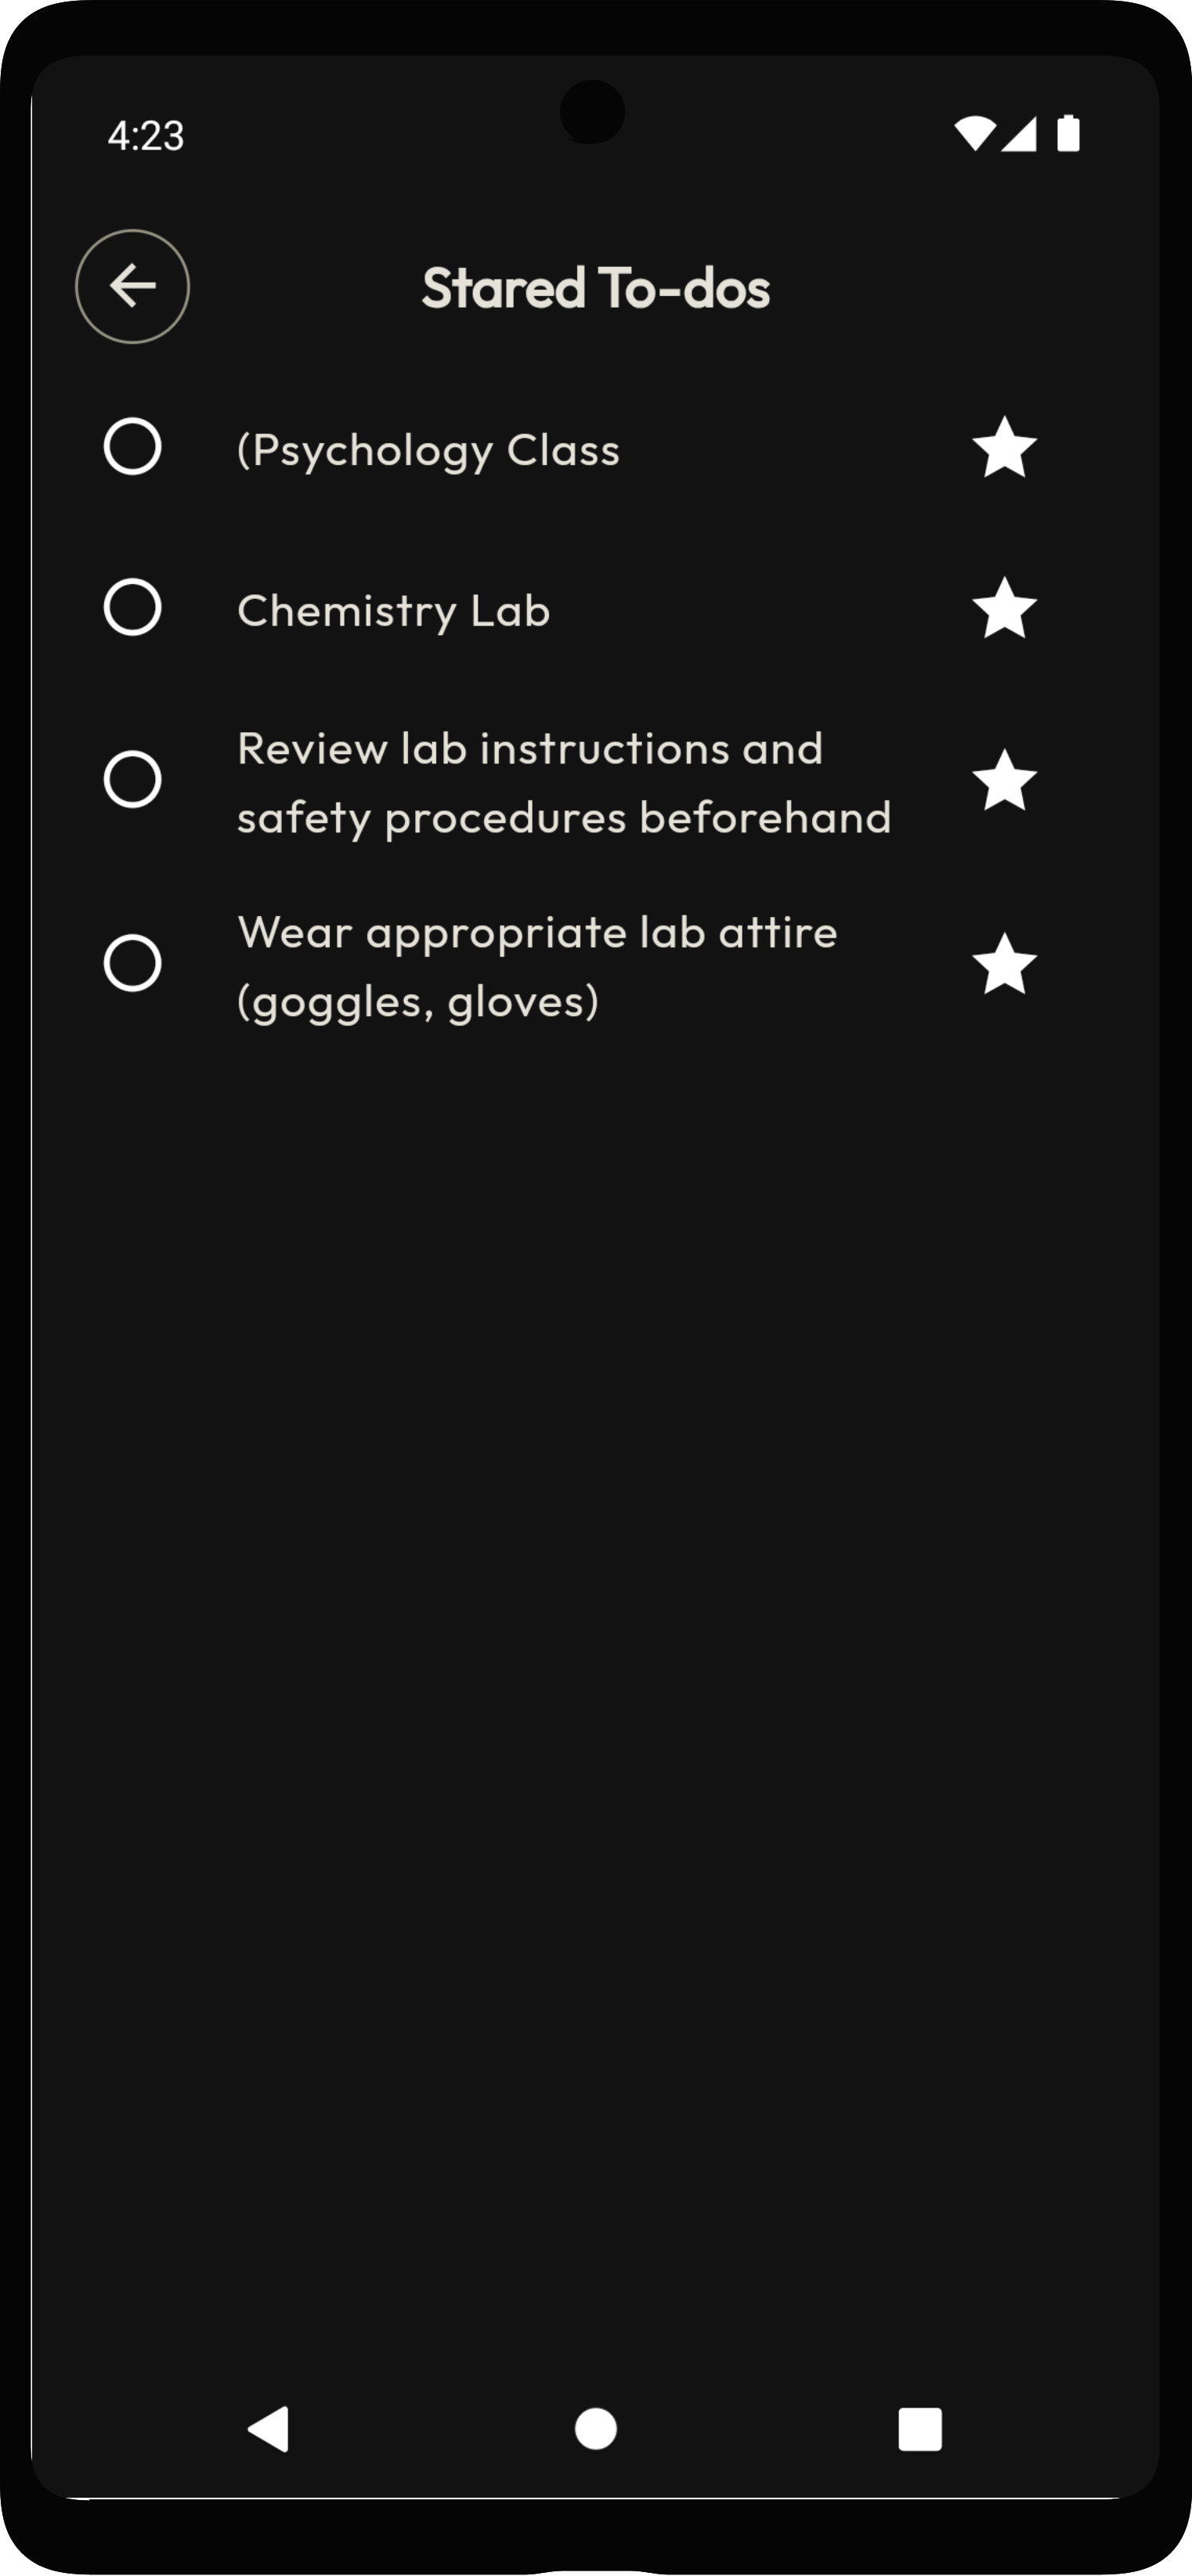 4:23
Stared To-dos
(Psychology Class
Chemistry Lab
Review lab instructions and
safety procedures beforehand
Wear appropriate lab attire
(goggles, gloves)